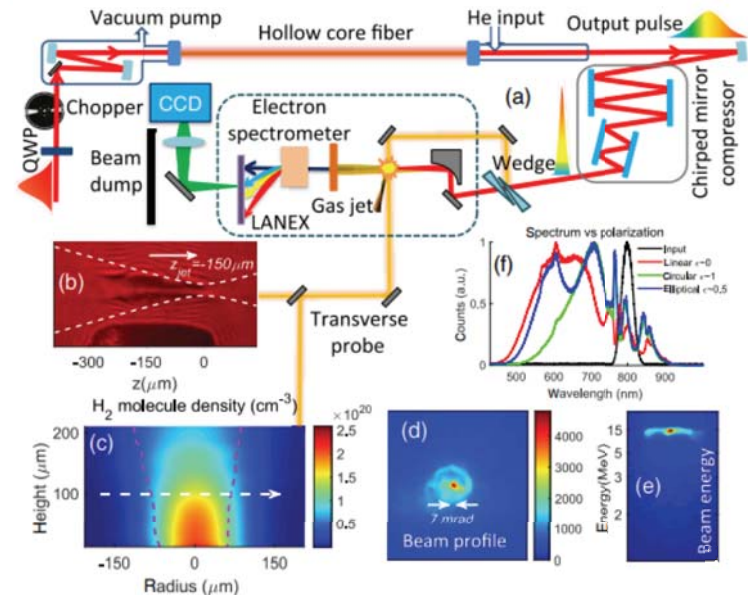 Vacuum pump
Hollow core fiber
He input
Output pulse
(a)
QWP
Chopper
CCD
Beam
dump
Electron
spectrometer
LANEX
Gas jet
Wedge
Chirped mirror
compressor
(b)
z_jet=-150μm
-300 -150 0
z(μm)
Transverse
probe
Spectrum vs polarization
(f)
Input
Linear ϵ~0
Circular ϵ~1
Elliptical ϵ~0.5
Counts (a.u.)
1
0.5
0
500 600 700 800 900
Wavelength (nm)
H2 molecule density (cm-3)
×10^20
(c)
Height (μm)
200
100
-150 0 150
Radius (μm)
2.5
2.0
1.5
1.0
0.5
(d)
7 mrad
Beam profile
4000
3000
2000
1000
0
Energy(MeV)
15
5
3
2
(e)
Beam energy